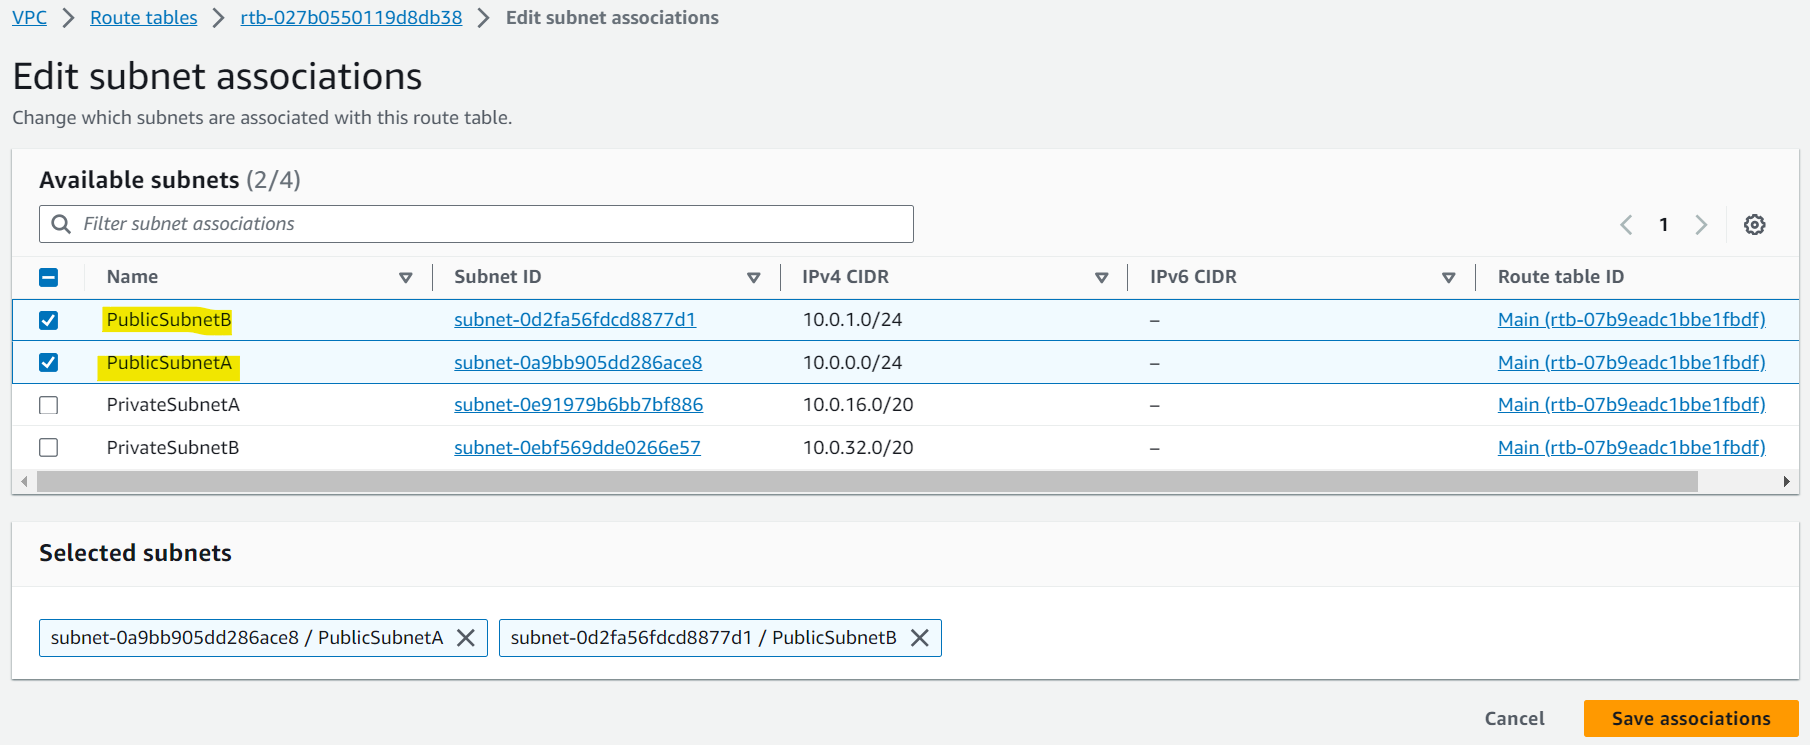 VPC > Route tables > rtb-027b0550119d8db38 > Edit subnet associations
Edit subnet associations
Change which subnets are associated with this route table.
Available subnets (2/4)
Filter subnet associations
1
Name Subnet ID IPv4 CIDR IPv6 CIDR Route table ID
PublicSubnetB subnet-0d2fa56fdcd8877d1 10.0.1.0/24 – Main (rtb-07b9eadc1bbe1fbdf)
PublicSubnetA subnet-0a9bb905dd286ace8 10.0.0.0/24 – Main (rtb-07b9eadc1bbe1fbdf)
PrivateSubnetA subnet-0e91979b6bb7bf886 10.0.16.0/20 – Main (rtb-07b9eadc1bbe1fbdf)
PrivateSubnetB subnet-0ebf569dde0266e57 10.0.32.0/20 – Main (rtb-07b9eadc1bbe1fbdf)
Selected subnets
subnet-0a9bb905dd286ace8 / PublicSubnetA subnet-0d2fa56fdcd8877d1 / PublicSubnetB
Cancel Save associations